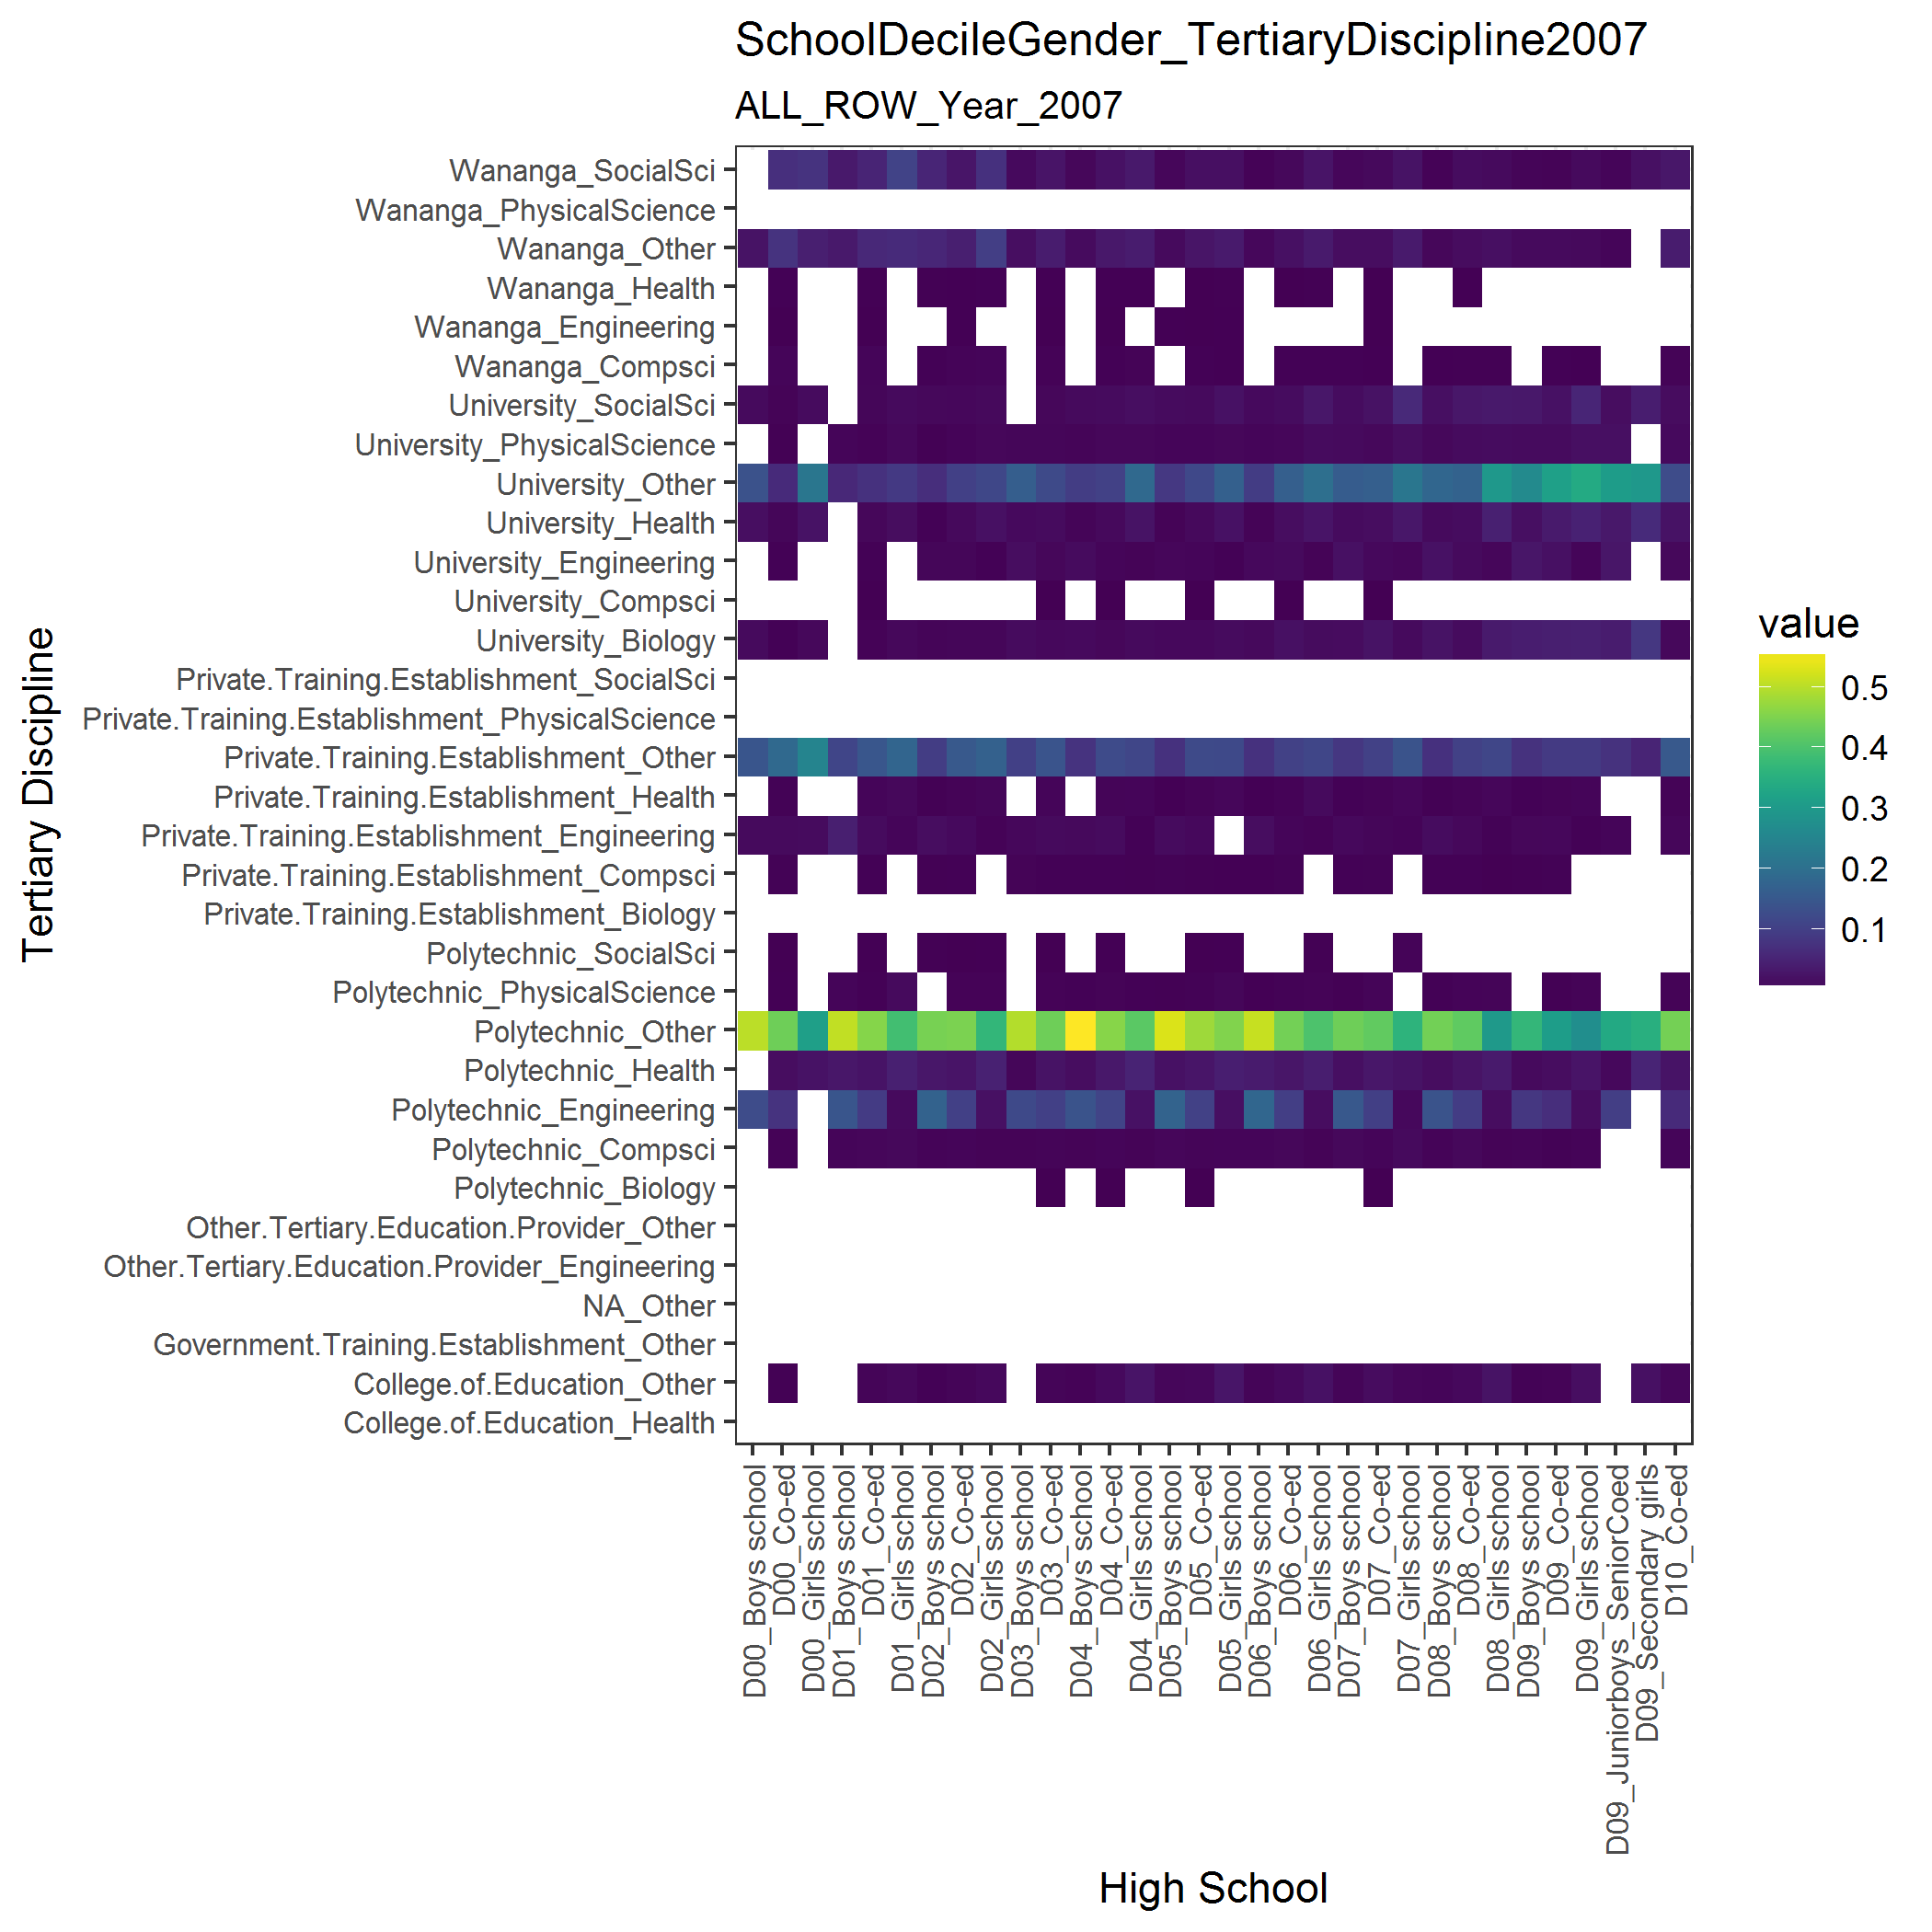 SchoolDecileGender_TertiaryDiscipline2007
ALL_ROW_Year_2007
Tertiary Discipline
Wananga_SocialSci
Wananga_PhysicalScience
Wananga_Other
Wananga_Health
Wananga_Engineering
Wananga_Compsci
University_SocialSci
University_PhysicalScience
University_Other
University_Health
University_Engineering
University_Compsci
University_Biology
Private.Training.Establishment_SocialSci
Private.Training.Establishment_PhysicalScience
Private.Training.Establishment_Other
Private.Training.Establishment_Health
Private.Training.Establishment_Engineering
Private.Training.Establishment_Compsci
Private.Training.Establishment_Biology
Polytechnic_SocialSci
Polytechnic_PhysicalScience
Polytechnic_Other
Polytechnic_Health
Polytechnic_Engineering
Polytechnic_Compsci
Polytechnic_Biology
Other.Tertiary.Education.Provider_Other
Other.Tertiary.Education.Provider_Engineering
NA_Other
Government.Training.Establishment_Other
College.of.Education_Other
College.of.Education_Health
D00_Boys school
D00_Co-ed
D00_Girls school
D01_Boys school
D01_Co-ed
D01_Girls school
D02_Boys school
D02_Co-ed
D02_Girls school
D03_Boys school
D03_Co-ed
D04_Boys school
D04_Co-ed
D04_Girls school
D05_Boys school
D05_Co-ed
D05_Girls school
D06_Boys school
D06_Co-ed
D06_Girls school
D07_Boys school
D07_Co-ed
D07_Girls school
D08_Boys school
D08_Co-ed
D08_Girls school
D09_Boys school
D09_Co-ed
D09_Girls school
D09_Juniorboys_SeniorCoed
D09_Secondary girls
D10_Co-ed
High School
value
0.5
0.4
0.3
0.2
0.1